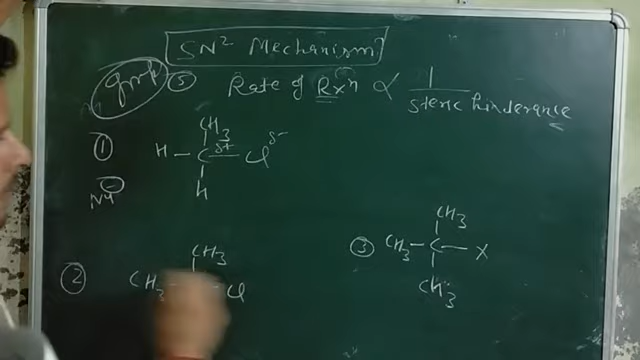 SN² Mechanism
(5) Rate of Rxⁿ ∝ 1 / Steric hinderance
(1) CH3
H - C^δ+ - Cl^δ-
H
Nu⁻
(2) CH3
CH3 Cl
(3) CH3
CH3 - C - X
CH3